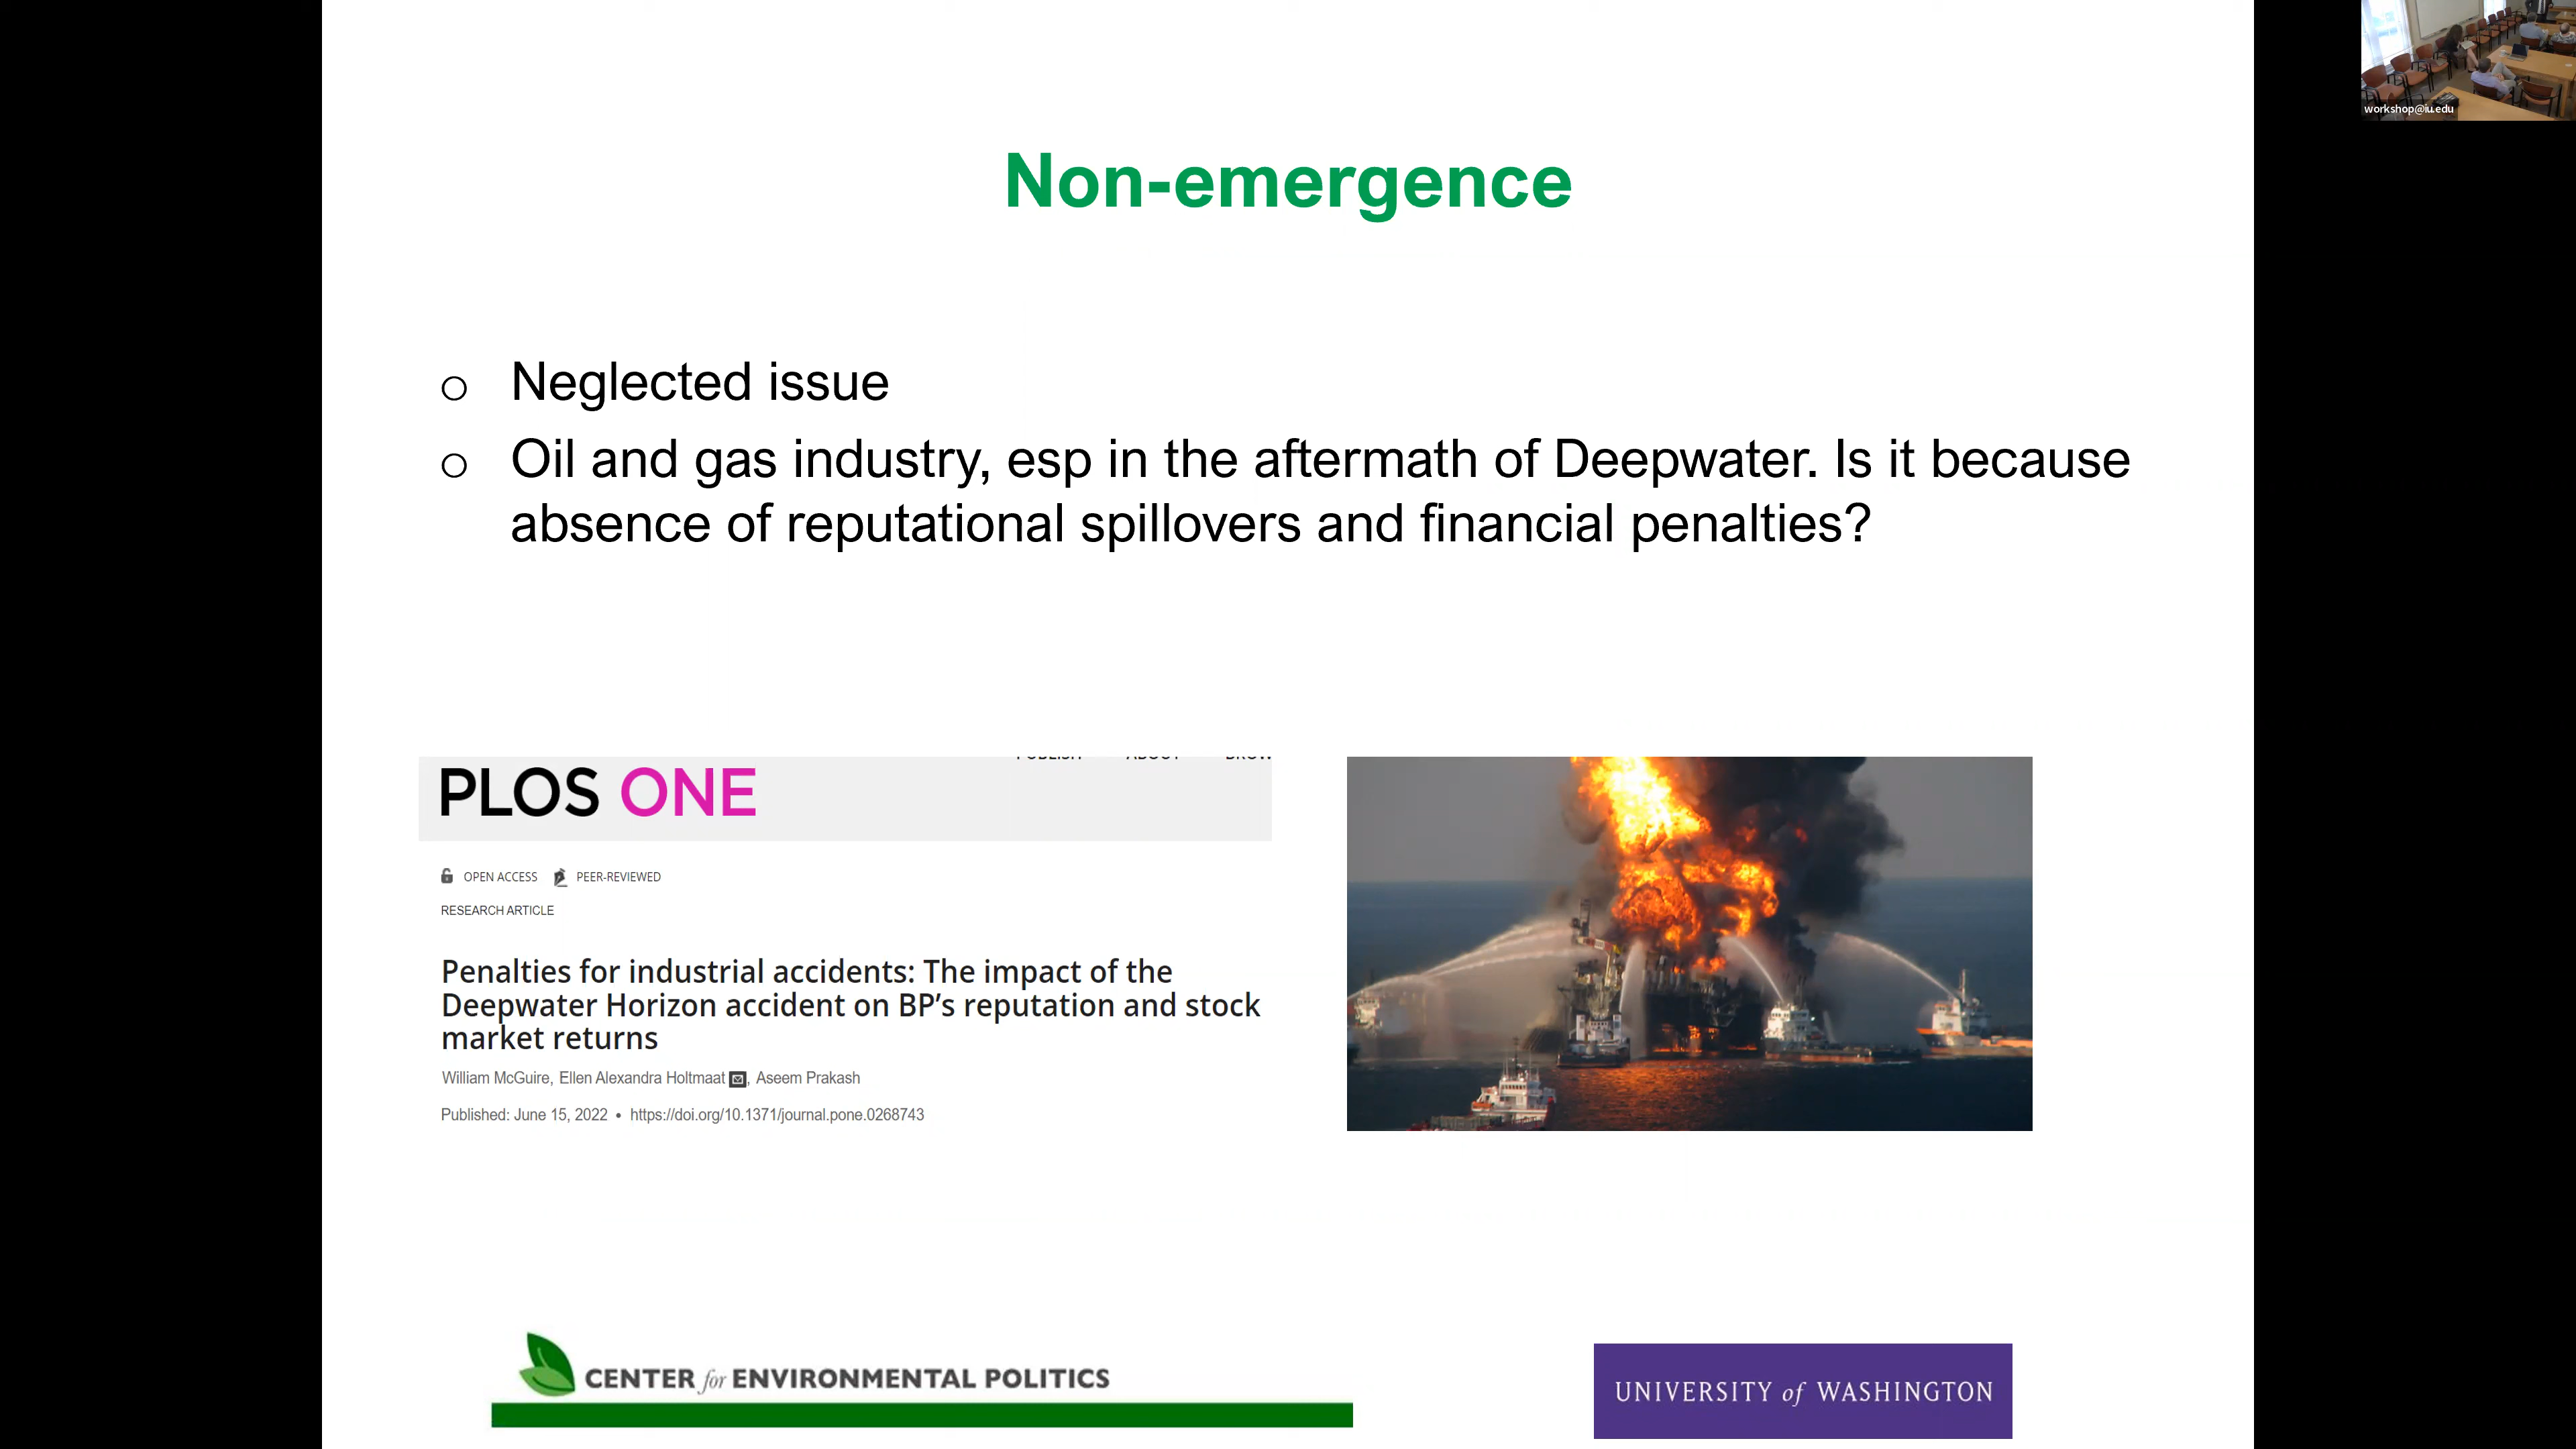 workshop@iu.edu
Non-emergence
Neglected issue
Oil and gas industry, esp in the aftermath of Deepwater. Is it because
absence of reputational spillovers and financial penalties?
PUBLISH ABOUT
PLOS ONE
OPEN ACCESS PEER-REVIEWED
RESEARCH ARTICLE
Penalties for industrial accidents: The impact of the
Deepwater Horizon accident on BP’s reputation and stock
market returns
William McGuire, Ellen Alexandra Holtmaat, Aseem Prakash
Published: June 15, 2022 • https://doi.org/10.1371/journal.pone.0268743
CENTER for ENVIRONMENTAL POLITICS
UNIVERSITY of WASHINGTON